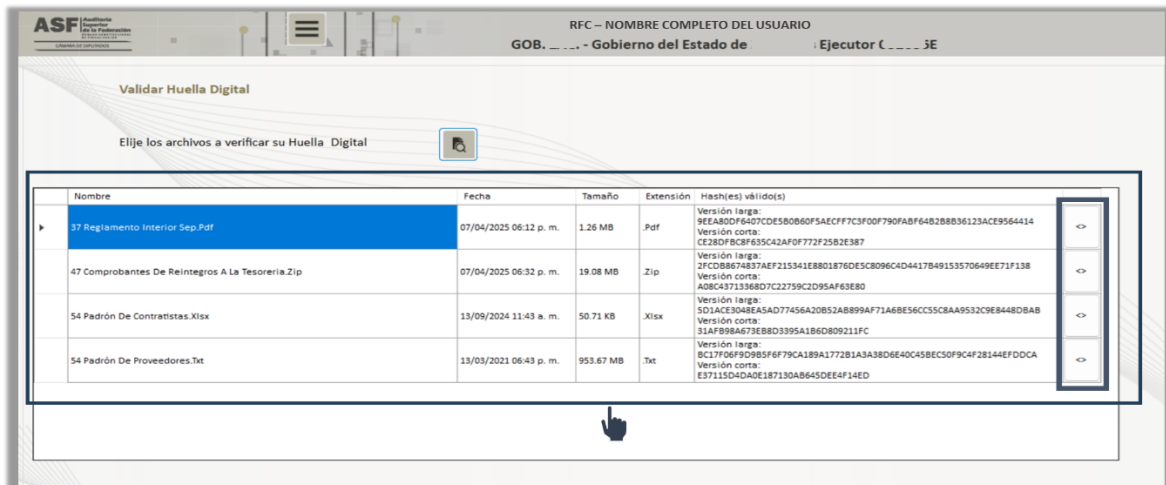 ASF Auditoría
Superior
de la Federación
CÁMARA DE DIPUTADOS
RFC – NOMBRE COMPLETO DEL USUARIO
GOB. - Gobierno del Estado de Ejecutor
Validar Huella Digital
Elije los archivos a verificar su Huella Digital
Nombre Fecha Tamaño Extensión Hash(es) válido(s)
37 Reglamento Interior Sep.Pdf 07/04/2025 06:12 p. m. 1.26 MB .Pdf
Versión larga:
9EEA80DF6407CDE5B0B60F5AECFF7C3F00F790FABF64B2B8B36123ACE9564414
Versión corta:
CE28DFBC8F635C42AF0F772F25B2E387
<>
47 Comprobantes De Reintegros A La Tesoreria.Zip 07/04/2025 06:32 p. m. 19.08 MB .Zip
Versión larga:
2FCDB8674837AEF215341E8801876DE5C8096C4D4417B49153570649EE71F138
Versión corta:
A08C43713368D7C22759C2D95AF63E80
<>
54 Padrón De Contratistas.Xlsx 13/09/2024 11:43 a. m. 50.71 KB .Xlsx
Versión larga:
5D1ACE3048EA5AD77456A20B52AB899AF71A6BE56CC55C8AA9532C9E8448DBAB
Versión corta:
31AFB98A673EB8D3395A1B6D809211FC
<>
54 Padrón De Proveedores.Txt 13/03/2021 06:43 p. m. 953.67 MB .Txt
Versión larga:
BC17F06F9D9B5F6F79CA189A1772B1A3A38D6E40C45BEC50F9C4F28144EFDDCA
Versión corta:
E37115D4DA0E187130AB645DEE4F14ED
<>